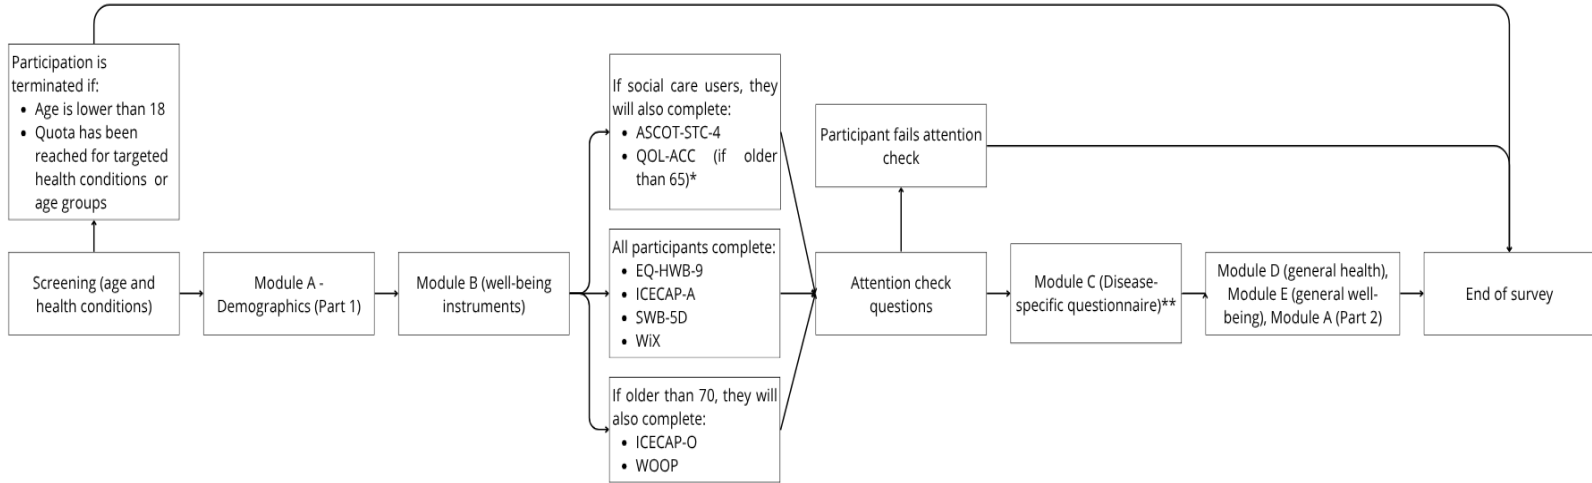 Participation is
terminated if:
• Age is lower than 18
• Quota has been
reached for targeted
health conditions or
age groups
Screening (age and
health conditions)
Module A -
Demographics (Part 1)
Module B (well-being
instruments)
If social care users, they
will also complete:
• ASCOT-STC-4
• QOL-ACC (if older
than 65)*
All participants complete:
• EQ-HWB-9
• ICECAP-A
• SWB-5D
• WiX
If older than 70, they will
also complete:
• ICECAP-O
• WOOP
Participant fails attention
check
Attention check
questions
Module C (Disease-
specific questionnaire)**
Module D (general health),
Module E (general well-
being), Module A (Part 2)
End of survey